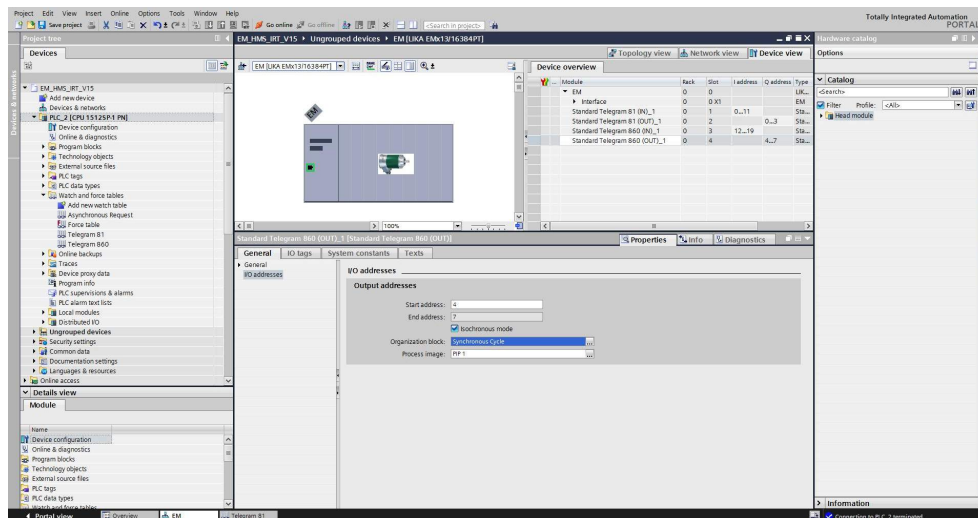 Project Edit View Insert Online Options Tools Window Help
Totally Integrated Automation
PORTAL
Save project
Go online
Go offline
<Search in project>
Project tree
EM_HMS_IRT_V15 Ungrouped devices EM [LIKA EMx13/16384PT]
Hardware catalog
Devices
Topology view Network view Device view
Options
Devices & networks
EM_HMS_IRT_V15
Add new device
Devices & networks
PLC_2 [CPU 1512SP-1 PN]
Device configuration
Online & diagnostics
Program blocks
Technology objects
External source files
PLC tags
PLC data types
Watch and force tables
Add new watch table
Asynchronous Request
Force table
Telegram 81
Telegram 860
Online backups
Traces
Device proxy data
Program info
PLC supervisions & alarms
PLC alarm text lists
Local modules
Distributed I/O
Ungrouped devices
Security settings
Common data
Documentation settings
Languages & resources
Online access
Details view
Module
Name
Device configuration
Online & diagnostics
Program blocks
Technology objects
External source files
PLC tags
PLC data types
Watch and force tables
EM [LIKA EMx13/16384PT]
EM
100%
Device overview
... Module Rack Slot I address Q address Type
EM 0 0 LIK...
Interface 0 0 X1 EM
Standard Telegram 81 (IN)_1 0 1 0...11 Sta...
Standard Telegram 81 (OUT)_1 0 2 0...3 Sta...
Standard Telegram 860 (IN)_1 0 3 12...19 Sta...
Standard Telegram 860 (OUT)_1 0 4 4...7 Sta...
Standard Telegram 860 (OUT)_1 [Standard Telegram 860 (OUT)]
Properties Info Diagnostics
General IO tags System constants Texts
General
I/O addresses
I/O addresses
Output addresses
Start address: 4
End address: 7
Isochronous mode
Organization block: Synchronous Cycle ...
Process image: PIP 1 ...
Catalog
<Search>
Filter Profile: <All>
Head module
Information
Portal view Overview EM Telegram 81
Connection to PLC_2 terminated.